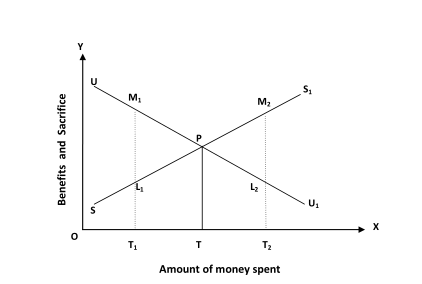 Y
U
S₁
M₁
M₂
P
Benefits and Sacrifice
L₁
L₂
S
U₁
O
X
T₁
T
T₂
Amount of money spent